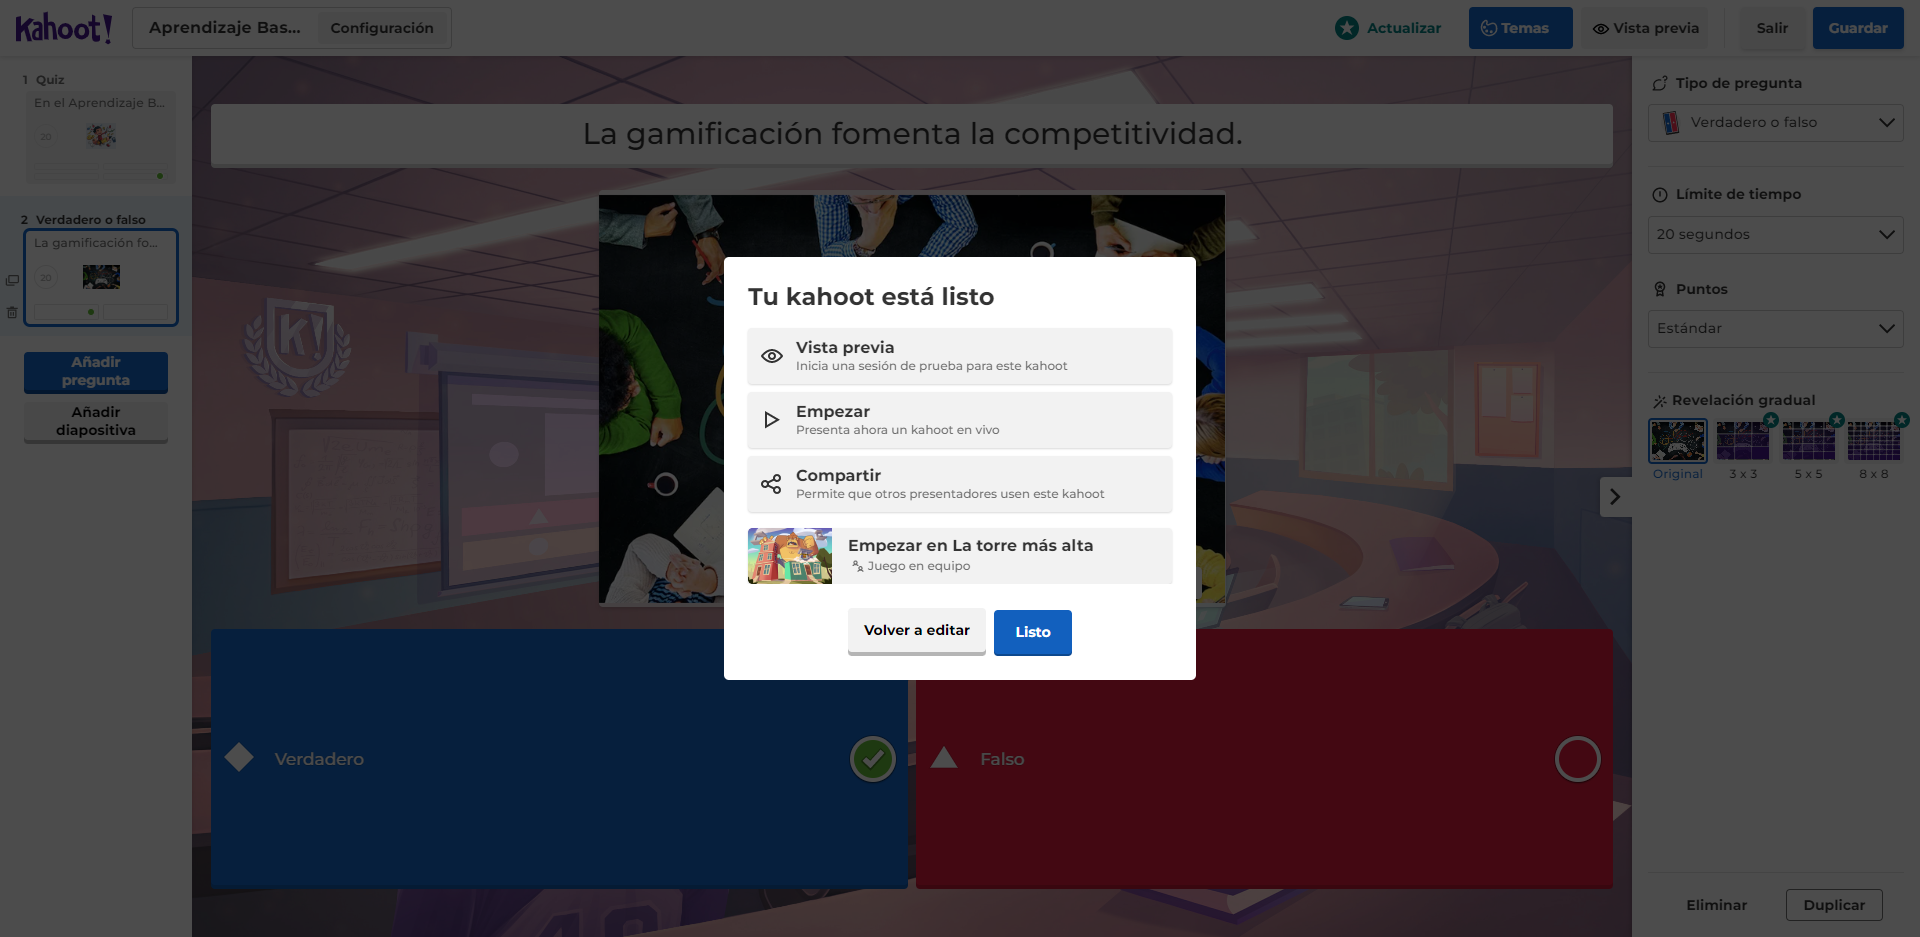 Kahoot!
Aprendizaje Bas...
Configuración
Actualizar
Temas
Vista previa
Salir
Guardar
1 Quiz
En el Aprendizaje B...
20
2 Verdadero o falso
La gamificación fo...
20
Añadir
pregunta
Añadir
diapositiva
La gamificación fomenta la competitividad.
K!
Tu kahoot está listo
Vista previa
Inicia una sesión de prueba para este kahoot
Empezar
Presenta ahora un kahoot en vivo
Compartir
Permite que otros presentadores usen este kahoot
Empezar en La torre más alta
Juego en equipo
Volver a editar
Listo
Verdadero
Falso
Tipo de pregunta
Verdadero o falso
Límite de tiempo
20 segundos
Puntos
Estándar
Revelación gradual
Original
3 x 3
5 x 5
8 x 8
Eliminar
Duplicar